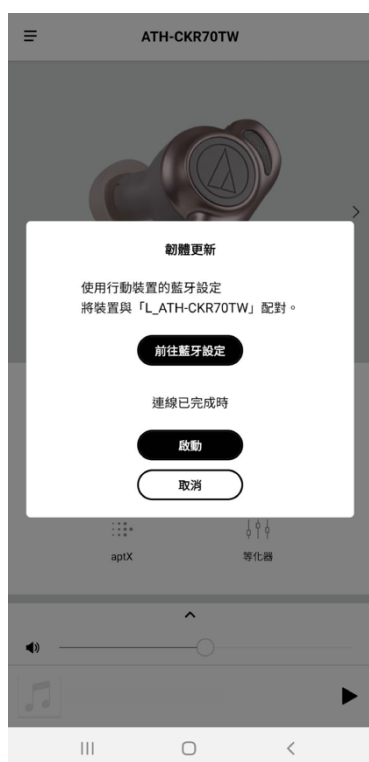 ATH-CKR70TW
韌體更新
使用行動裝置的藍牙設定
將裝置與「L_ATH-CKR70TW」配對。
前往藍牙設定
連線已完成時
啟動
取消
aptX
等化器